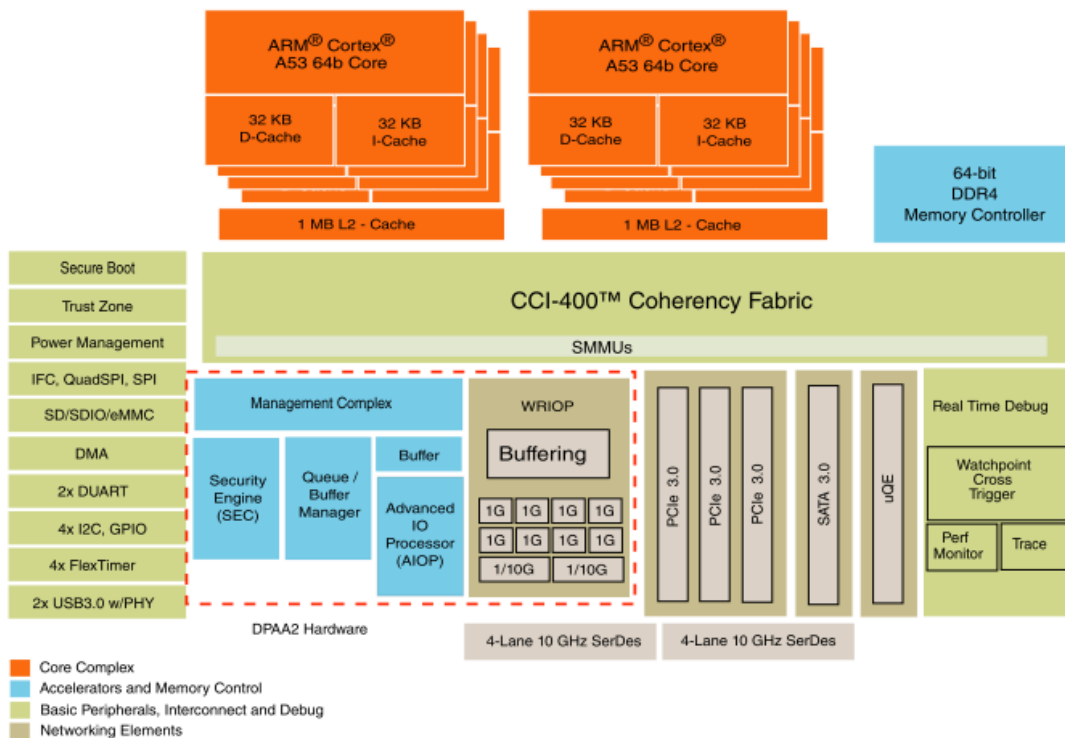 ARM® Cortex®
A53 64b Core
32 KB
D-Cache
32 KB
I-Cache
1 MB L2 - Cache
ARM® Cortex®
A53 64b Core
32 KB
D-Cache
32 KB
I-Cache
1 MB L2 - Cache
64-bit
DDR4
Memory Controller
Secure Boot
Trust Zone
Power Management
IFC, QuadSPI, SPI
SD/SDIO/eMMC
DMA
2x DUART
4x I2C, GPIO
4x FlexTimer
2x USB3.0 w/PHY
CCI-400™ Coherency Fabric
SMMUs
Management Complex
Security
Engine
(SEC)
Queue /
Buffer
Manager
Buffer
Advanced
IO
Processor
(AIOP)
WRIOP
Buffering
1G 1G 1G 1G
1G 1G 1G 1G
1/10G 1/10G
DPAA2 Hardware
PCIe 3.0
PCIe 3.0
PCIe 3.0
SATA 3.0
uQE
Real Time Debug
Watchpoint
Cross
Trigger
Perf
Monitor
Trace
4-Lane 10 GHz SerDes
4-Lane 10 GHz SerDes
Core Complex
Accelerators and Memory Control
Basic Peripherals, Interconnect and Debug
Networking Elements